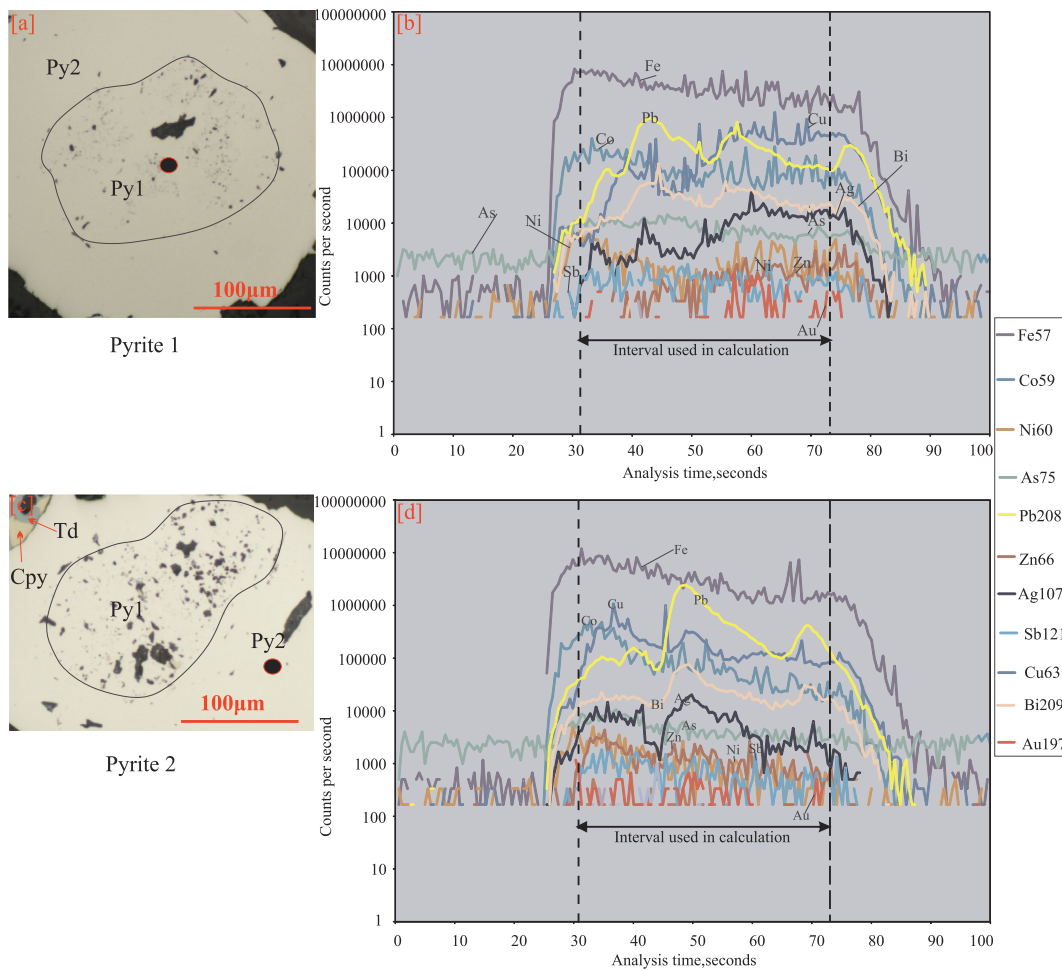 [a]
Py2
Py1
100μm
Pyrite 1
[b]
Counts per second
100000000
10000000
1000000
100000
10000
1000
100
10
1
Fe
Pb
Cu
Co
Bi
Ag
As
Ni
As
Sb
Ni
Zn
Au
Interval used in calculation
0 10 20 30 40 50 60 70 80 90 100
Analysis time,seconds
[c]
Td
Cpy
Py1
Py2
100μm
Pyrite 2
[d]
Counts per second
100000000
10000000
1000000
100000
10000
1000
100
10
1
Fe
Pb
Cu
Co
Bi
Ag
As
Zn
Ni
Sb
Au
Interval used in calculation
0 10 20 30 40 50 60 70 80 90 100
Analysis time,seconds
Fe57
Co59
Ni60
As75
Pb208
Zn66
Ag107
Sb121
Cu63
Bi209
Au197